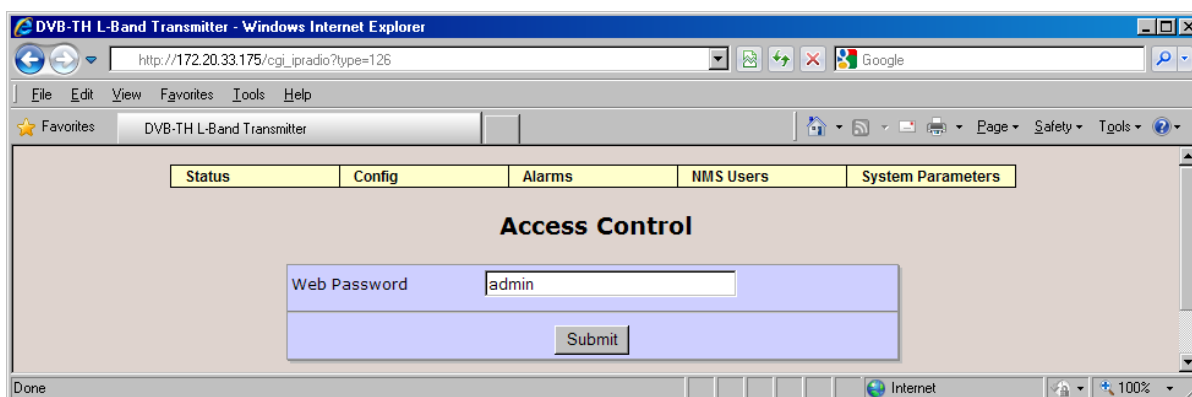 DVB-TH L-Band Transmitter - Windows Internet Explorer
http://172.20.33.175/cgi_ipradio?type=126
Google
File Edit View Favorites Tools Help
Favorites DVB-TH L-Band Transmitter Page Safety Tools
Status Config Alarms NMS Users System Parameters
Access Control
Web Password admin
Submit
Done Internet 100%